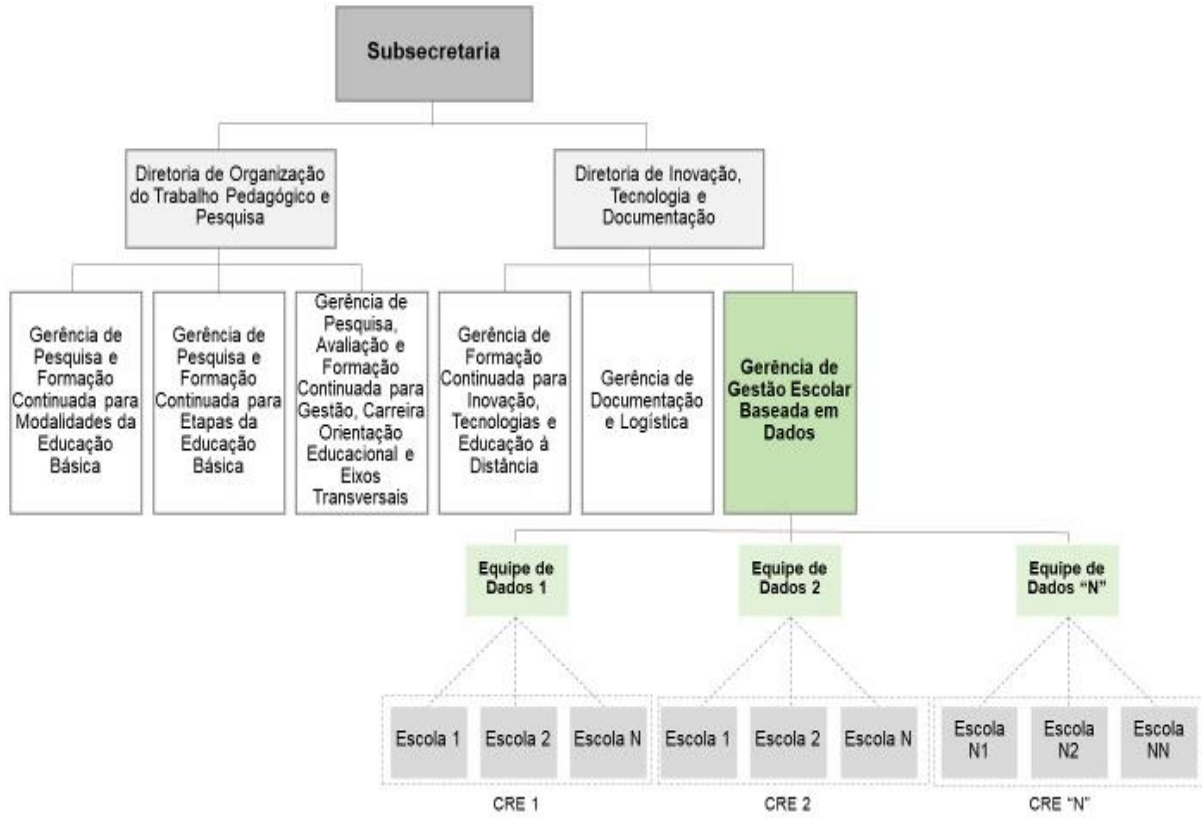 Subsecretaria
Diretoria de Organização
do Trabalho Pedagógico e
Pesquisa
Diretoria de Inovação,
Tecnologia e
Documentação
Gerência de
Pesquisa e
Formação
Continuada para
Modalidades da
Educação
Básica
Gerência de
Pesquisa e
Formação
Continuada para
Etapas da
Educação
Básica
Gerência de
Pesquisa,
Avaliação e
Formação
Continuada para
Gestão, Carreira
Orientação
Educacional e
Eixos
Transversais
Gerência de
Formação
Continuada para
Inovação,
Tecnologias e
Educação à
Distância
Gerência de
Documentação
e Logística
Gerência de
Gestão Escolar
Baseada em
Dados
Equipe de
Dados 1
Equipe de
Dados 2
Equipe de
Dados “N”
Escola 1
Escola 2
Escola N
Escola 1
Escola 2
Escola N
Escola
N1
Escola
N2
Escola
NN
CRE 1
CRE 2
CRE “N”